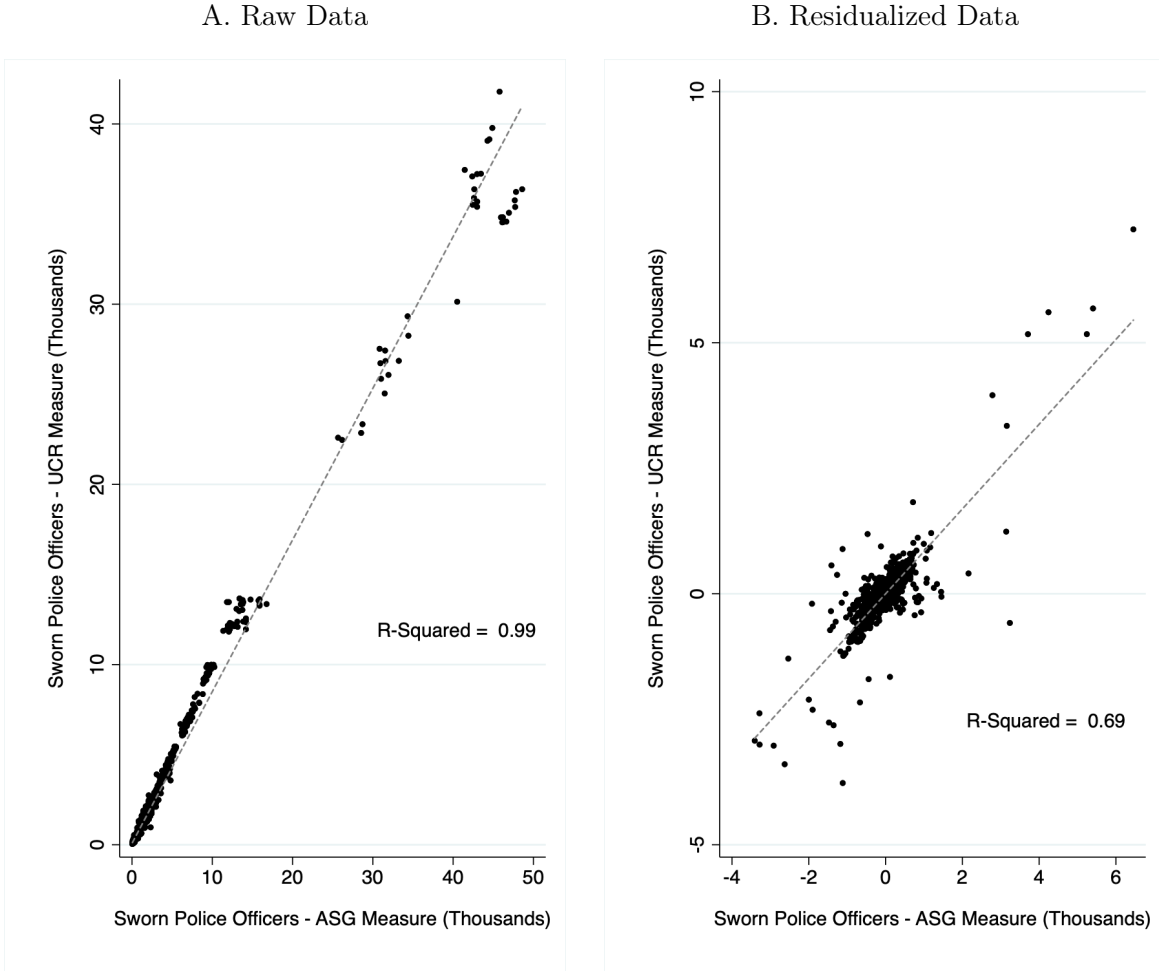 A. Raw Data
Sworn Police Officers - UCR Measure (Thousands)
40
30
20
10
0
R-Squared = 0.99
0 10 20 30 40 50
Sworn Police Officers - ASG Measure (Thousands)
B. Residualized Data
Sworn Police Officers - UCR Measure (Thousands)
10
5
0
-5
R-Squared = 0.69
-4 -2 0 2 4 6
Sworn Police Officers - ASG Measure (Thousands)